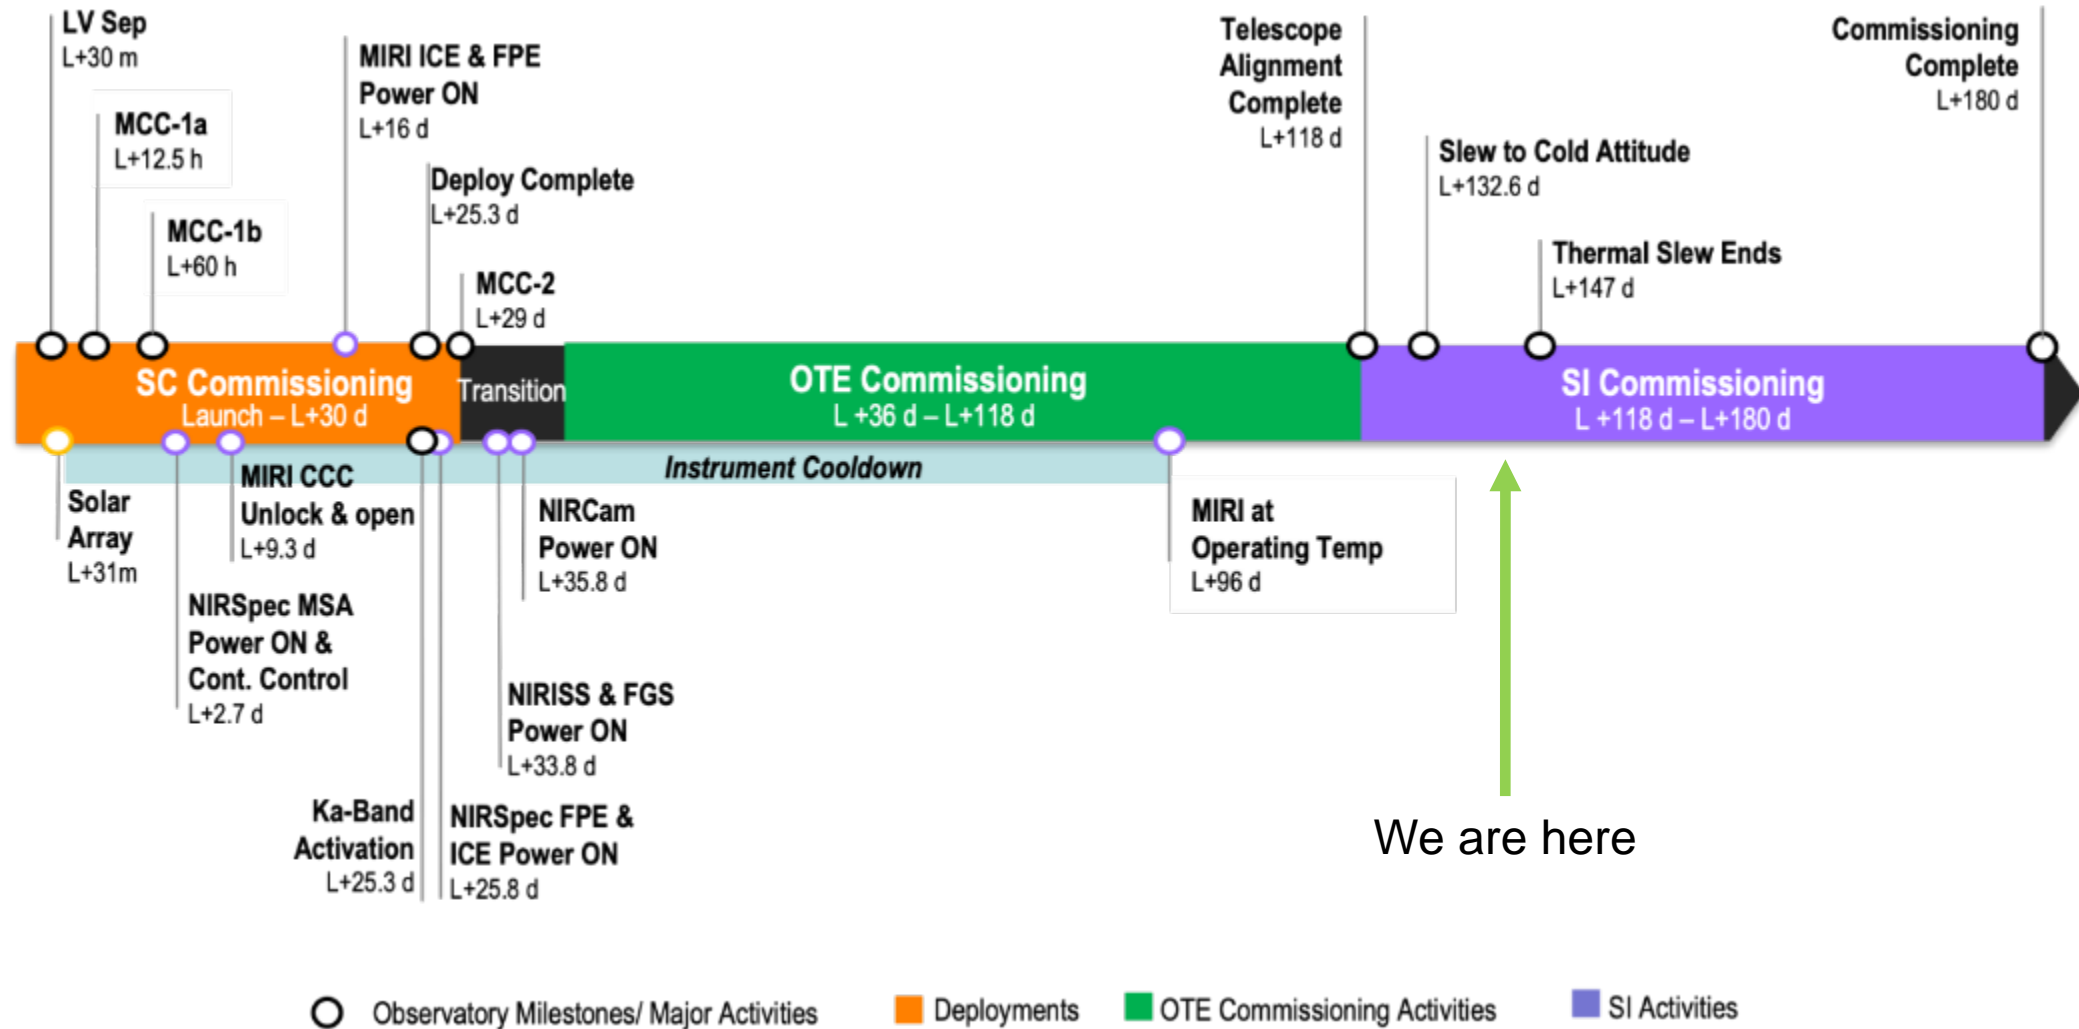 LV Sep
L+30 m
MCC-1a
L+12.5 h
MCC-1b
L+60 h
MIRI ICE & FPE
Power ON
L+16 d
Deploy Complete
L+25.3 d
MCC-2
L+29 d
Telescope
Alignment
Complete
L+118 d
Slew to Cold Attitude
L+132.6 d
Thermal Slew Ends
L+147 d
Commissioning
Complete
L+180 d
SC Commissioning
Launch – L+30 d
Transition
OTE Commissioning
L +36 d – L+118 d
SI Commissioning
L +118 d – L+180 d
Instrument Cooldown
Solar
Array
L+31m
NIRSpec MSA
Power ON &
Cont. Control
L+2.7 d
MIRI CCC
Unlock & open
L+9.3 d
Ka-Band
Activation
L+25.3 d
NIRSpec FPE &
ICE Power ON
L+25.8 d
NIRISS & FGS
Power ON
L+33.8 d
NIRCam
Power ON
L+35.8 d
MIRI at
Operating Temp
L+96 d
We are here
Observatory Milestones/ Major Activities
Deployments
OTE Commissioning Activities
SI Activities